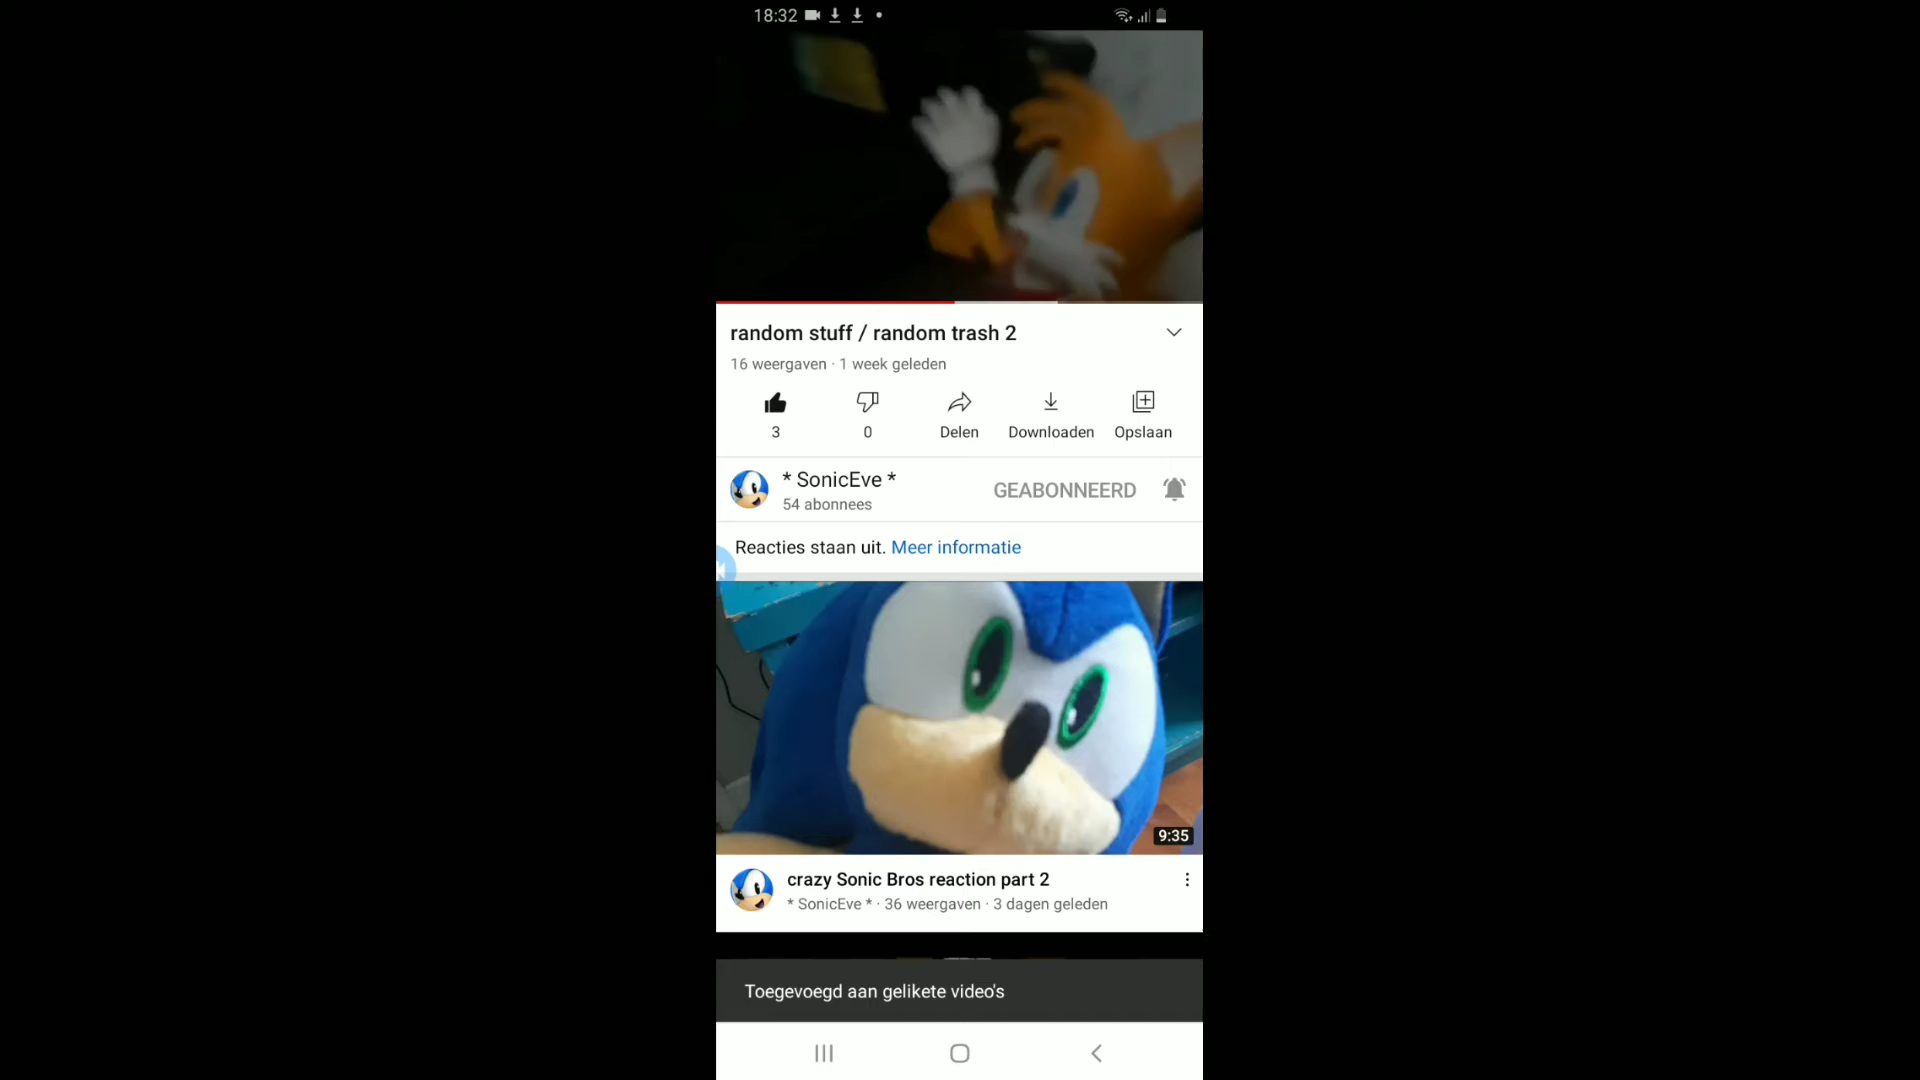 18:32
random stuff / random trash 2
16 weergaven · 1 week geleden
3
0
Delen
Downloaden
Opslaan
* SonicEve *
54 abonnees
GEABONNEERD
Reacties staan uit. Meer informatie
9:35
crazy Sonic Bros reaction part 2
* SonicEve * · 36 weergaven · 3 dagen geleden
Toegevoegd aan gelikete video's